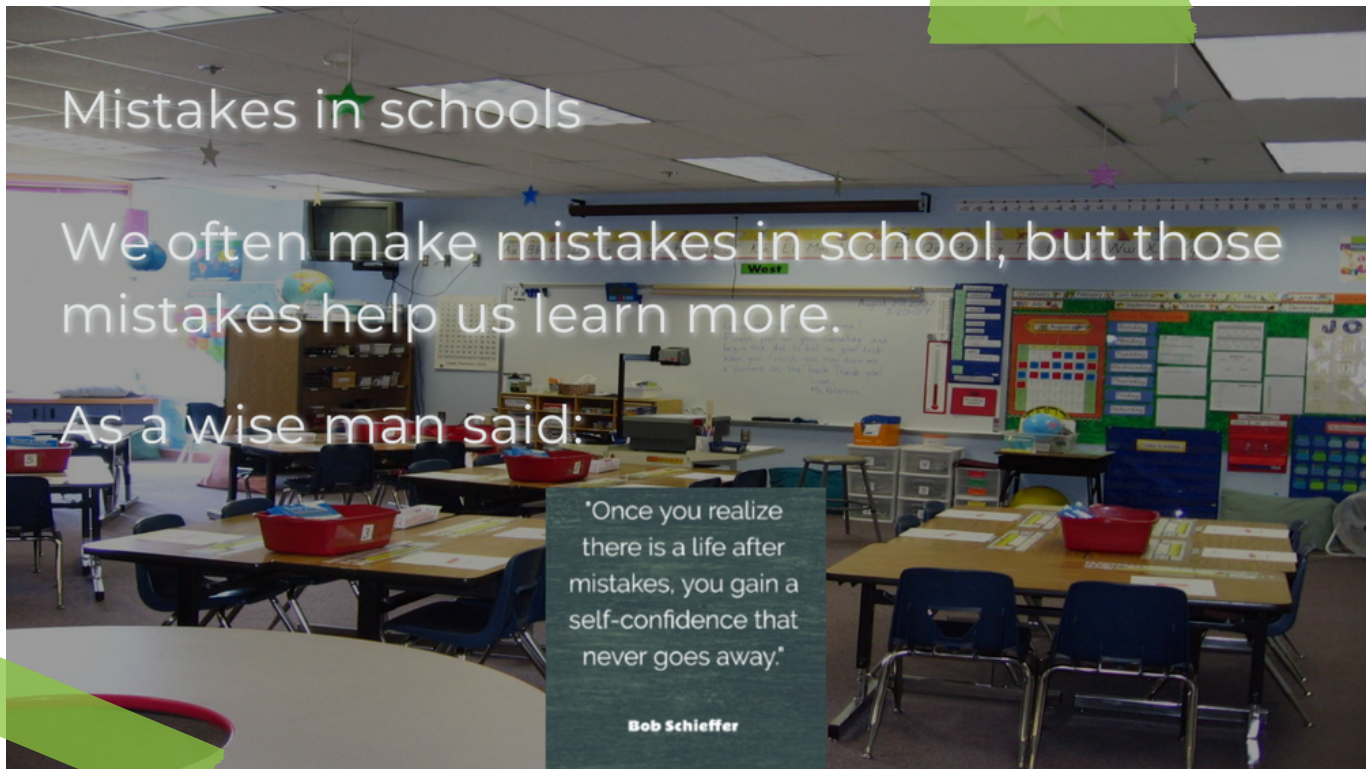 Mistakes in schools
We often make mistakes in school, but those
mistakes help us learn more.
As a wise man said:
"Once you realize
there is a life after
mistakes, you gain a
self-confidence that
never goes away."
Bob Schieffer
West